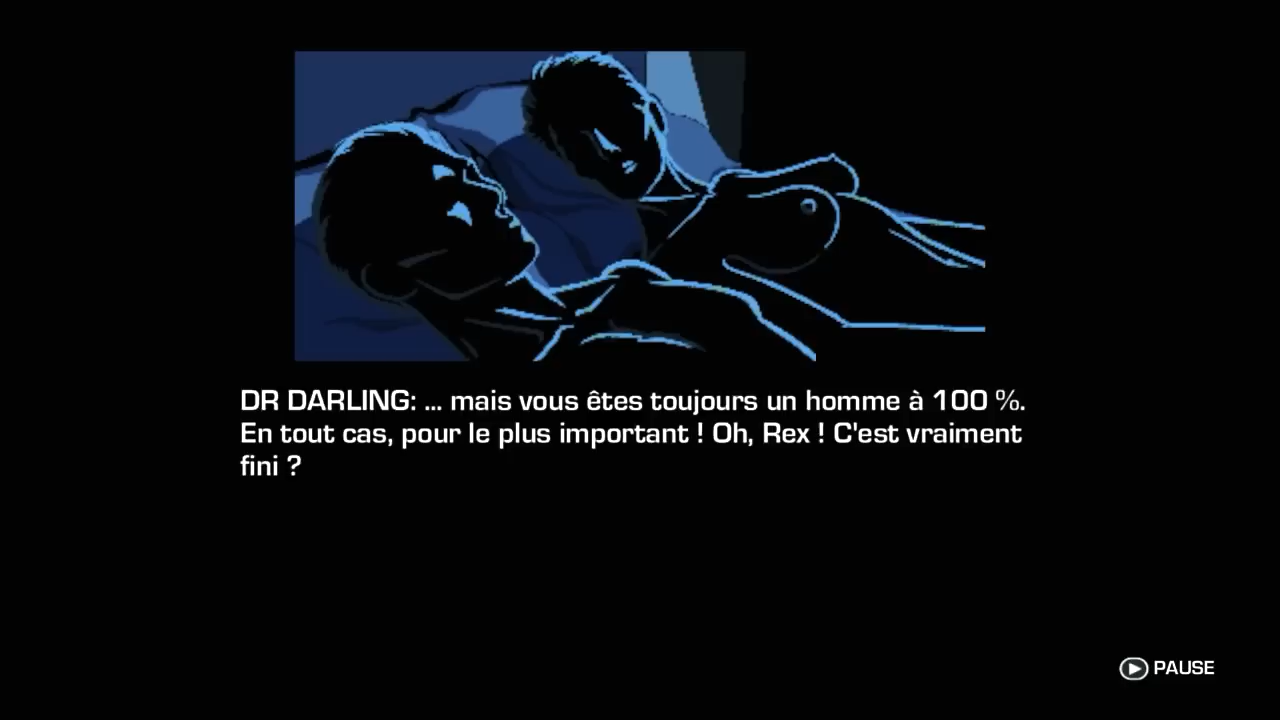 DR DARLING: ... mais vous êtes toujours un homme à 100 %.
En tout cas, pour le plus important ! Oh, Rex ! C'est vraiment
fini ?
PAUSE